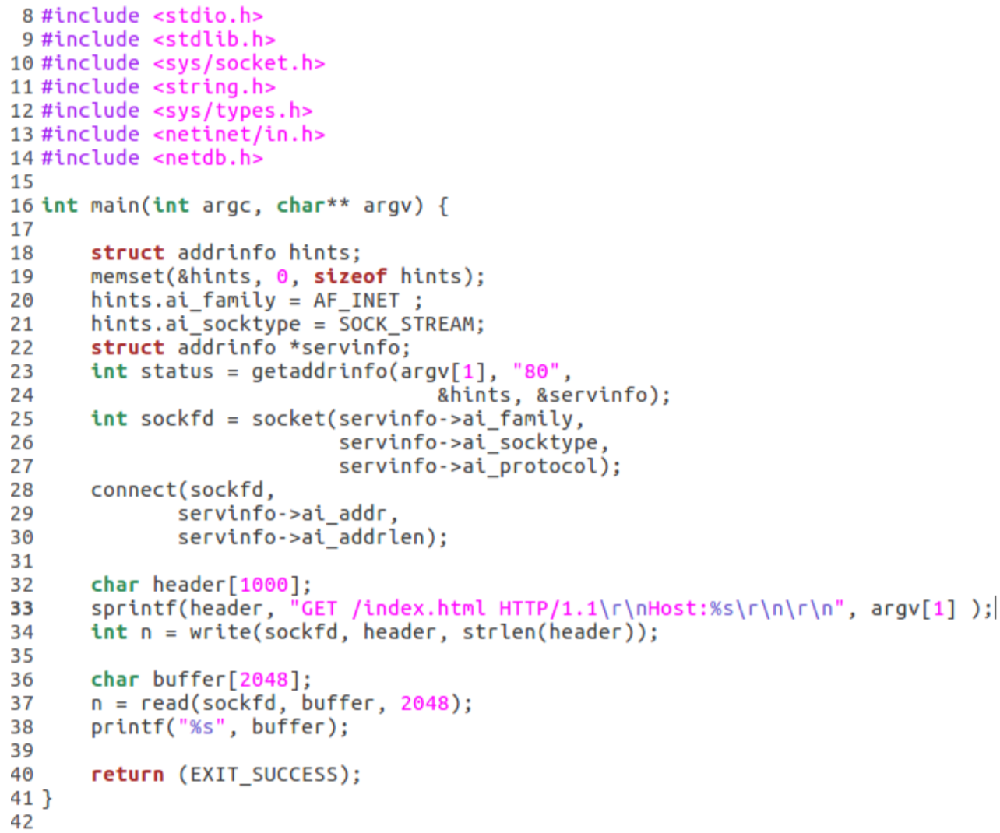 8 #include <stdio.h>
9 #include <stdlib.h>
10 #include <sys/socket.h>
11 #include <string.h>
12 #include <sys/types.h>
13 #include <netinet/in.h>
14 #include <netdb.h>
15
16 int main(int argc, char** argv) {
17
18     struct addrinfo hints;
19     memset(&hints, 0, sizeof hints);
20     hints.ai_family = AF_INET ;
21     hints.ai_socktype = SOCK_STREAM;
22     struct addrinfo *servinfo;
23     int status = getaddrinfo(argv[1], "80",
24                                 &hints, &servinfo);
25     int sockfd = socket(servinfo->ai_family,
26                         servinfo->ai_socktype,
27                         servinfo->ai_protocol);
28     connect(sockfd,
29            servinfo->ai_addr,
30            servinfo->ai_addrlen);
31
32     char header[1000];
33     sprintf(header, "GET /index.html HTTP/1.1\r\nHost:%s\r\n\r\n", argv[1] );
34     int n = write(sockfd, header, strlen(header));
35
36     char buffer[2048];
37     n = read(sockfd, buffer, 2048);
38     printf("%s", buffer);
39
40     return (EXIT_SUCCESS);
41 }
42